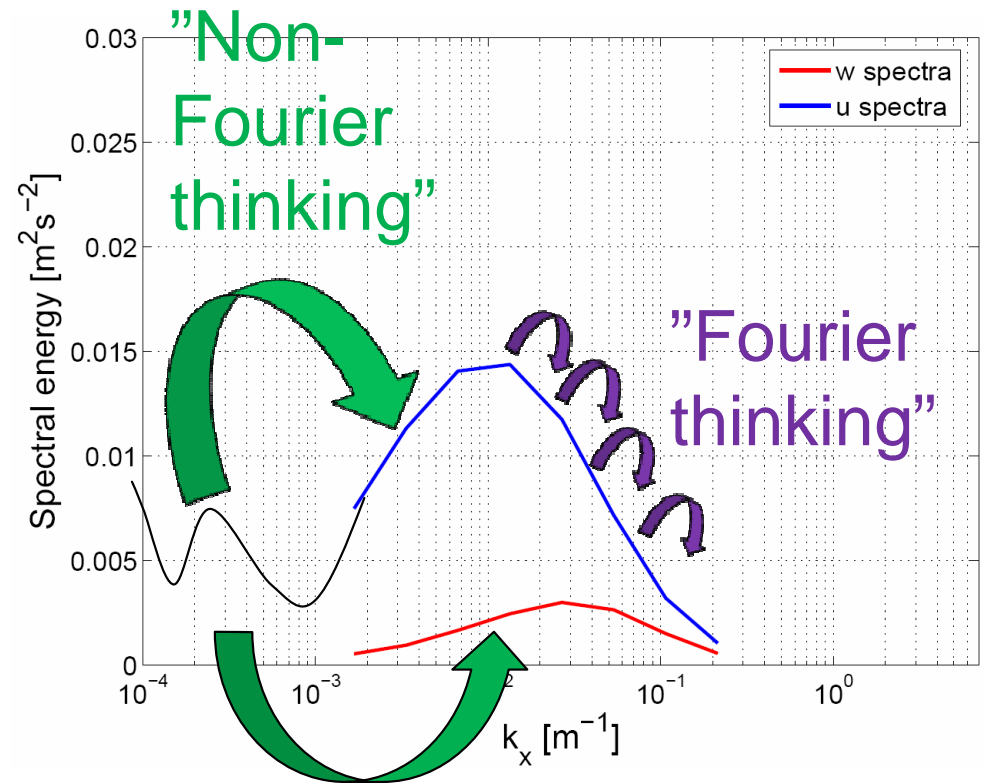 ”Non-
Fourier
thinking”
0.03
0.025
0.02
0.015
0.01
0.005
0
Spectral energy [m²s⁻²]
w spectra
u spectra
”Fourier
thinking”
10⁻⁴
10⁻³
10⁻¹
10⁰
kₓ [m⁻¹]